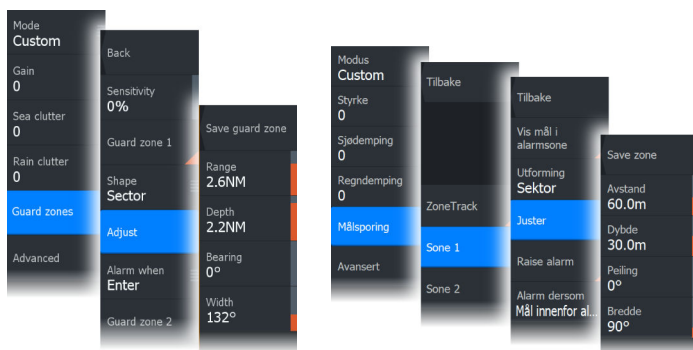 Mode
Custom
Gain
0
Sea clutter
0
Rain clutter
0
Guard zones
Advanced
Back
Sensitivity
0%
Guard zone 1
Shape
Sector
Adjust
Alarm when
Enter
Guard zone 2
Save guard zone
Range
2.6NM
Depth
2.2NM
Bearing
0°
Width
132°
Modus
Custom
Styrke
0
Sjødemping
0
Regndemping
0
Målsporing
Avansert
Tilbake
ZoneTrack
Sone 1
Sone 2
Tilbake
Vis mål i
alarmsone
Utforming
Sektor
Juster
Raise alarm
Alarm dersom
Mål innenfor al...
Save zone
Avstand
60.0m
Dybde
30.0m
Peiling
0°
Bredde
90°